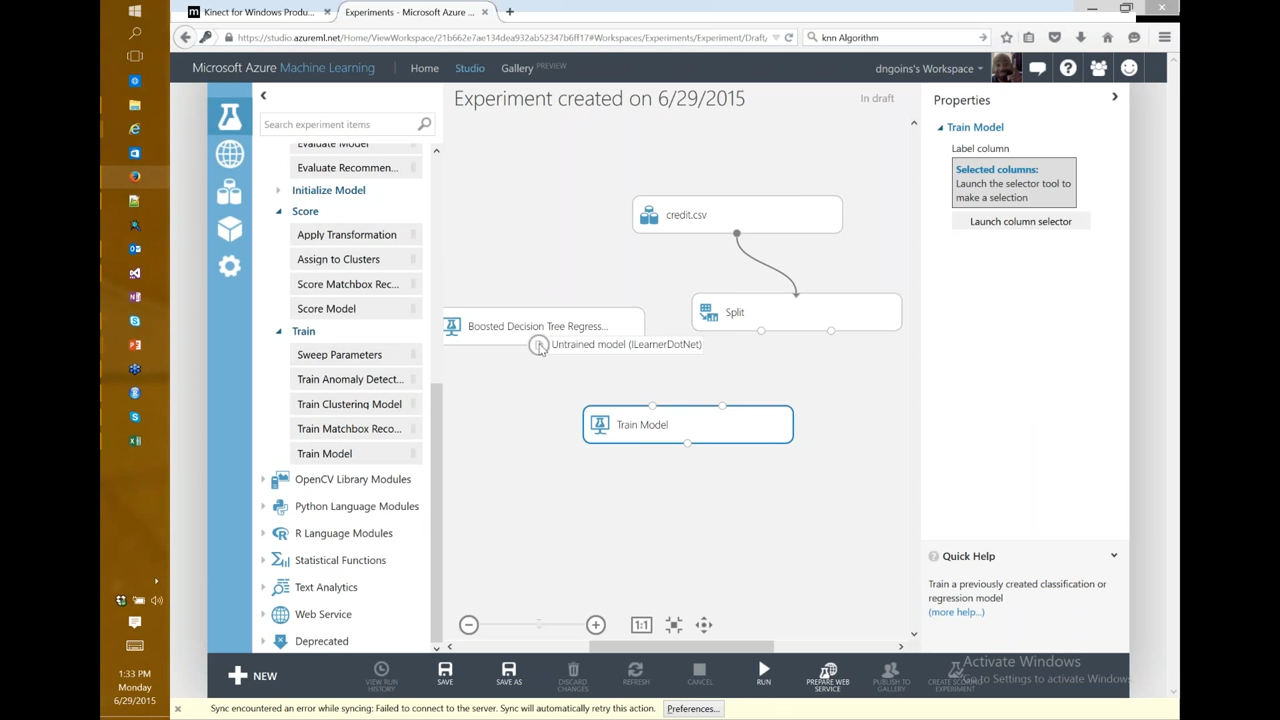 Kinect for Windows Produ...
Experiments - Microsoft Azure ...
https://studio.azureml.net/Home/ViewWorkspace/21b662e7ae134dea932ab52347b6ff17#Workspaces/Experiments/Experiment/Draft/
knn Algorithm
Microsoft Azure Machine Learning
Home
Studio
Gallery PREVIEW
dngoins's Workspace
Search experiment items
Experiment created on 6/29/2015
In draft
Properties
Train Model
Label column
Selected columns:
Launch the selector tool to
make a selection
Launch column selector
Evaluate Model
Evaluate Recommen...
Initialize Model
Score
Apply Transformation
Assign to Clusters
Score Matchbox Rec...
Score Model
Train
Sweep Parameters
Train Anomaly Detect...
Train Clustering Model
Train Matchbox Reco...
Train Model
OpenCV Library Modules
Python Language Modules
R Language Modules
Statistical Functions
Text Analytics
Web Service
Deprecated
credit.csv
Split
Boosted Decision Tree Regress...
Untrained model (ILearnerDotNet)
Train Model
1:1
Quick Help
Train a previously created classification or
regression model
(more help...)
NEW
VIEW RUN
HISTORY
SAVE
SAVE AS
DISCARD
CHANGES
REFRESH
CANCEL
RUN
PREPARE WEB
SERVICE
PUBLISH TO
GALLERY
CREATE SCORING
EXPERIMENT
Activate Windows
Go to Settings to activate Windows.
Sync encountered an error while syncing: Failed to connect to the server. Sync will automatically retry this action.
Preferences...
1:33 PM
Monday
6/29/2015